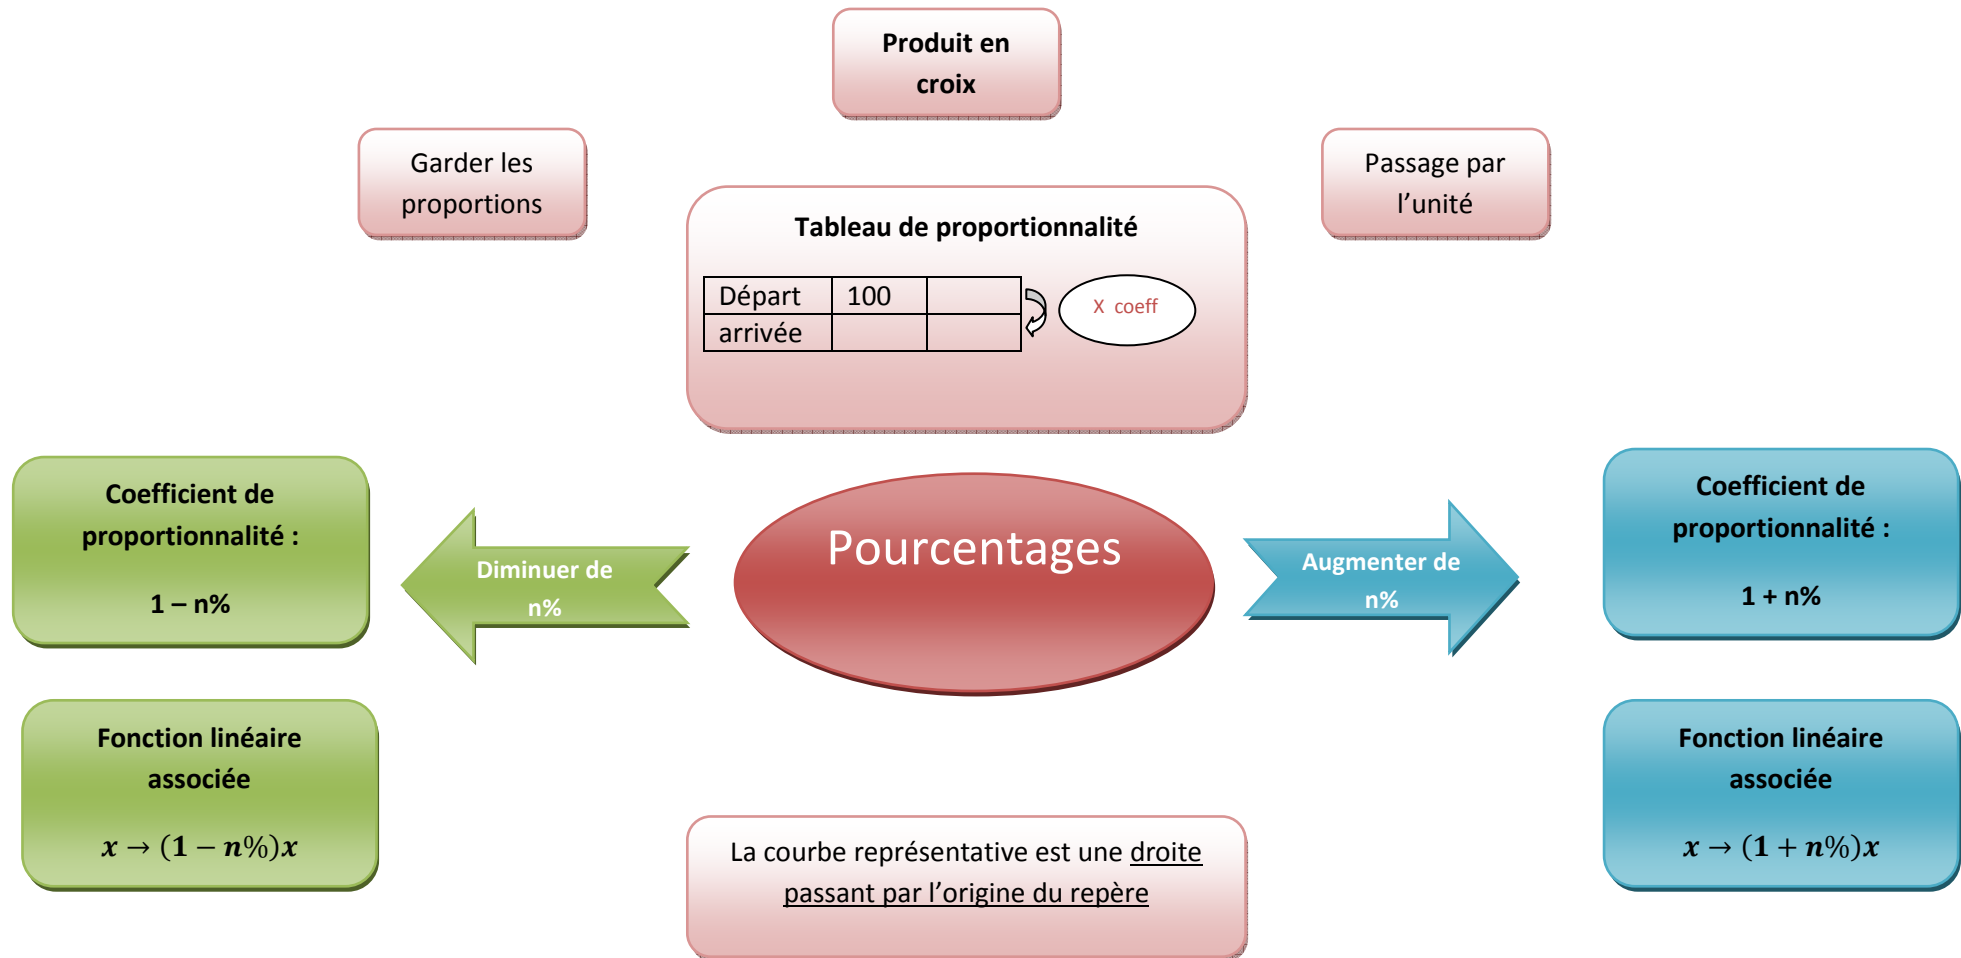 Produit en
croix
Garder les
proportions
Passage par
l’unité
Tableau de proportionnalité
Départ 100
arrivée
X coeff
Coefficient de
proportionnalité :
1 – n%
Diminuer de
n%
Pourcentages
Augmenter de
n%
Coefficient de
proportionnalité :
1 + n%
Fonction linéaire
associée
x → (1 − n%)x
La courbe représentative est une droite
passant par l’origine du repère
Fonction linéaire
associée
x → (1 + n%)x